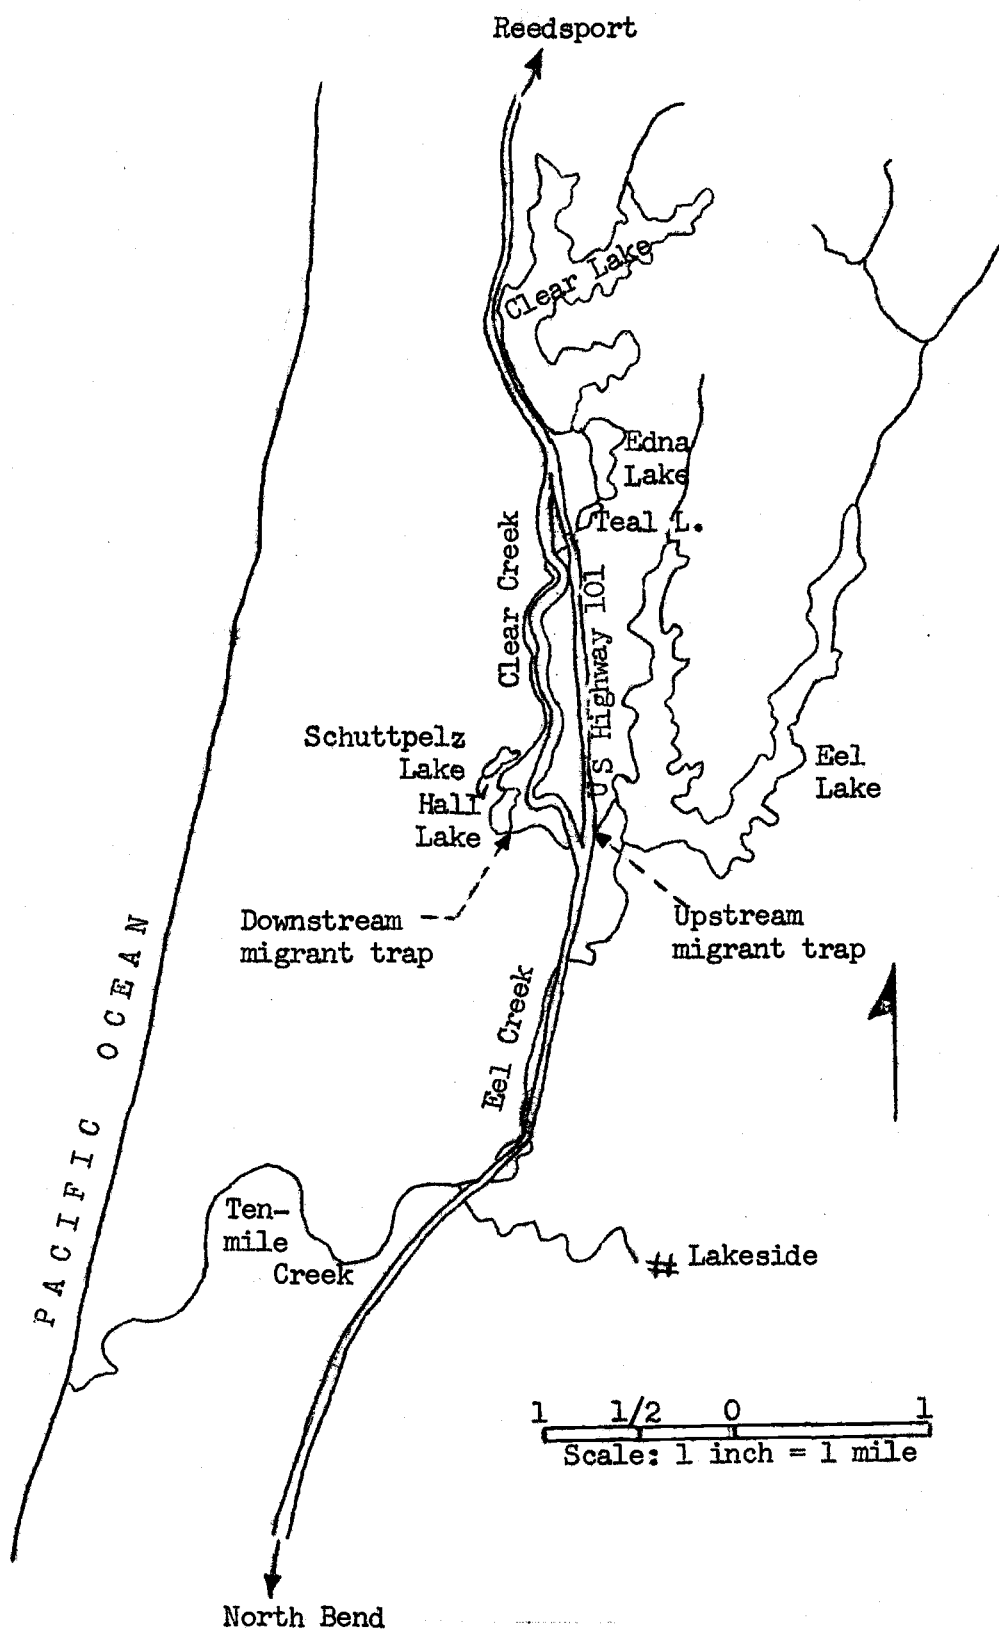 Reedsport
Clear Lake
Edna
Lake
Teal L.
Clear Creek
US Highway 101
Schuttpelz
Lake
Hall
Lake
Eel
Lake
Downstream
migrant trap
Upstream
migrant trap
Eel Creek
PACIFIC OCEAN
Ten-
mile
Creek
Lakeside
1 1/2 0 1
Scale: 1 inch = 1 mile
North Bend